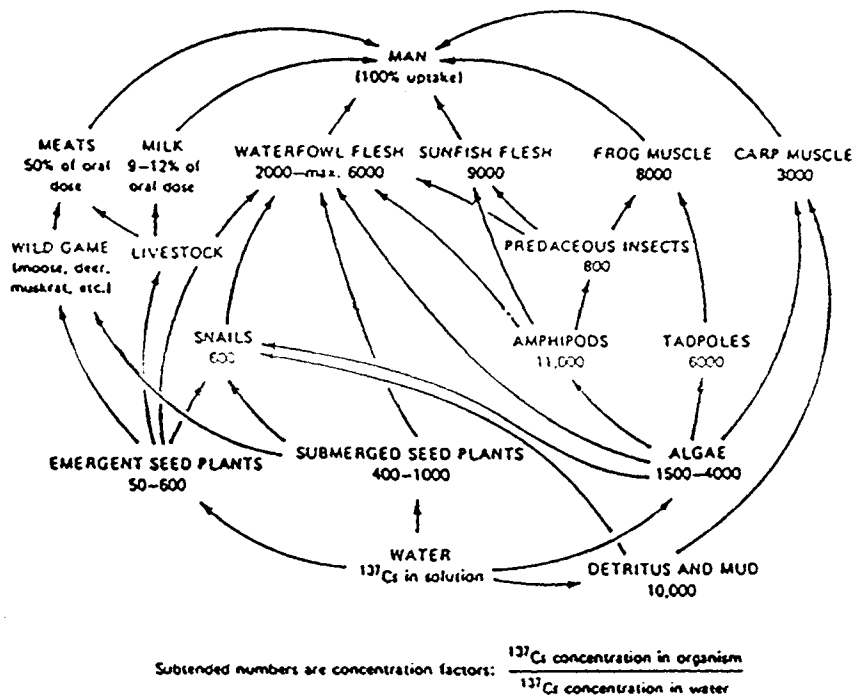 MAN
(100% uptake)
MEATS
50% of oral
dose
MILK
9-12% of
oral dose
WATERFOWL FLESH
2000-max. 6000
SUNFISH FLESH
9000
FROG MUSCLE
8000
CARP MUSCLE
3000
WILD GAME
(moose, deer,
muskrat, etc.)
LIVESTOCK
PREDACEOUS INSECTS
800
SNAILS
600
AMPHIPODS
11,000
TADPOLES
6000
EMERGENT SEED PLANTS
50-600
SUBMERGED SEED PLANTS
400-1000
ALGAE
1500-4000
WATER
¹³⁷Cs in solution
DETRITUS AND MUD
10,000
Subtended numbers are concentration factors: ¹³⁷Cs concentration in organism
¹³⁷Cs concentration in water